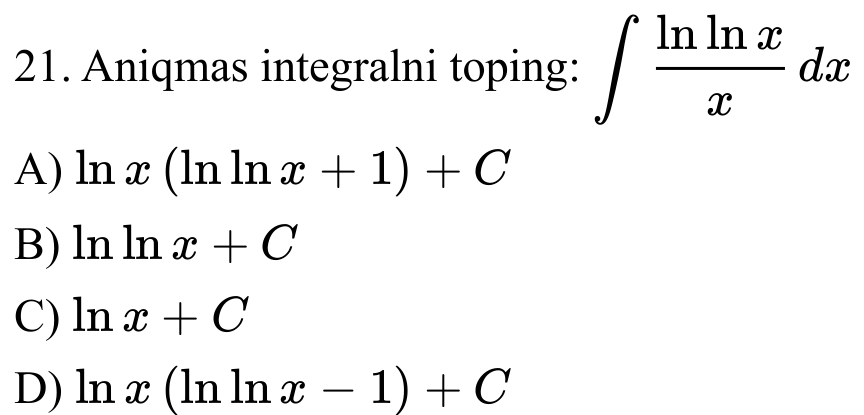 21. Aniqmas integralni toping: ∫ (ln ln x)/x dx
A) ln x (ln ln x + 1) + C
B) ln ln x + C
C) ln x + C
D) ln x (ln ln x − 1) + C